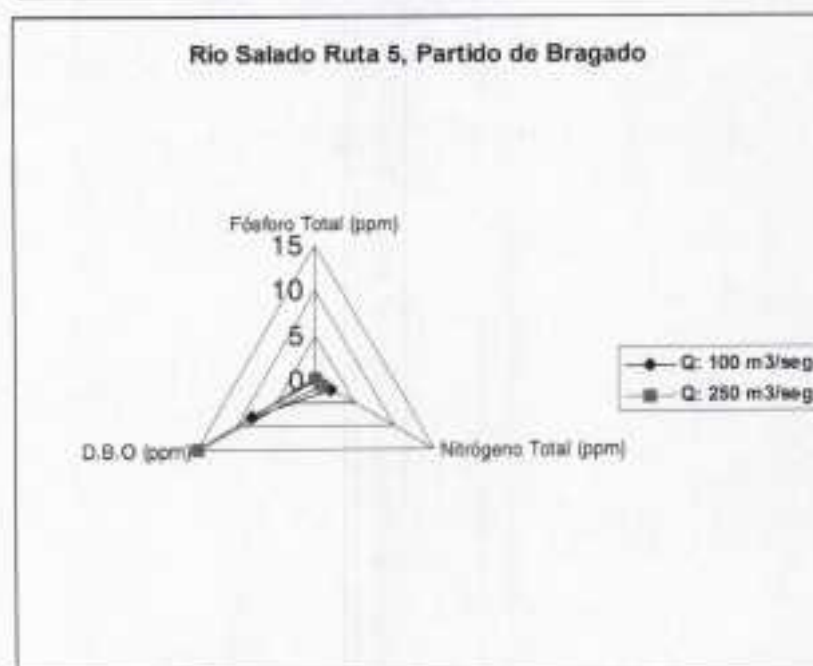 Rio Salado Ruta 5, Partido de Bragado
Fósforo Total (ppm)
15
10
5
0
Q: 100 m3/seg
Q: 250 m3/seg
D.B.O (ppm)
Nitrógeno Total (ppm)